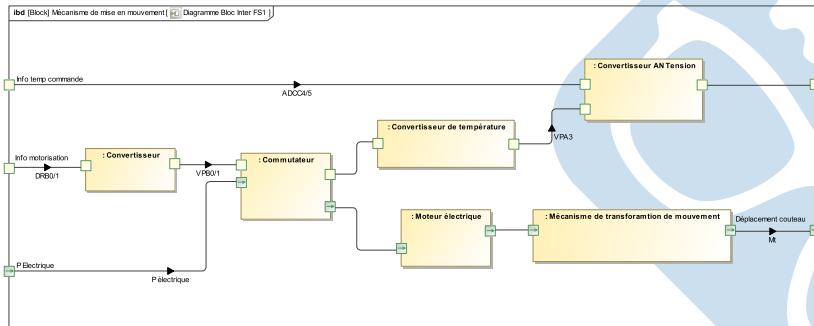 ibd [Block] Mécanisme de mise en mouvement [ Diagramme Bloc Inter FS1 ]
Info temp commande
ADCC4/5
: Convertisseur AN Tension
: Convertisseur de température
VPA3
Info motorisation
DRB0/1
: Convertisseur
VPB0/1
: Commutateur
: Moteur électrique
: Mécanisme de transforamtion de mouvement
Déplacement couteau
Mt
P Electrique
P électrique